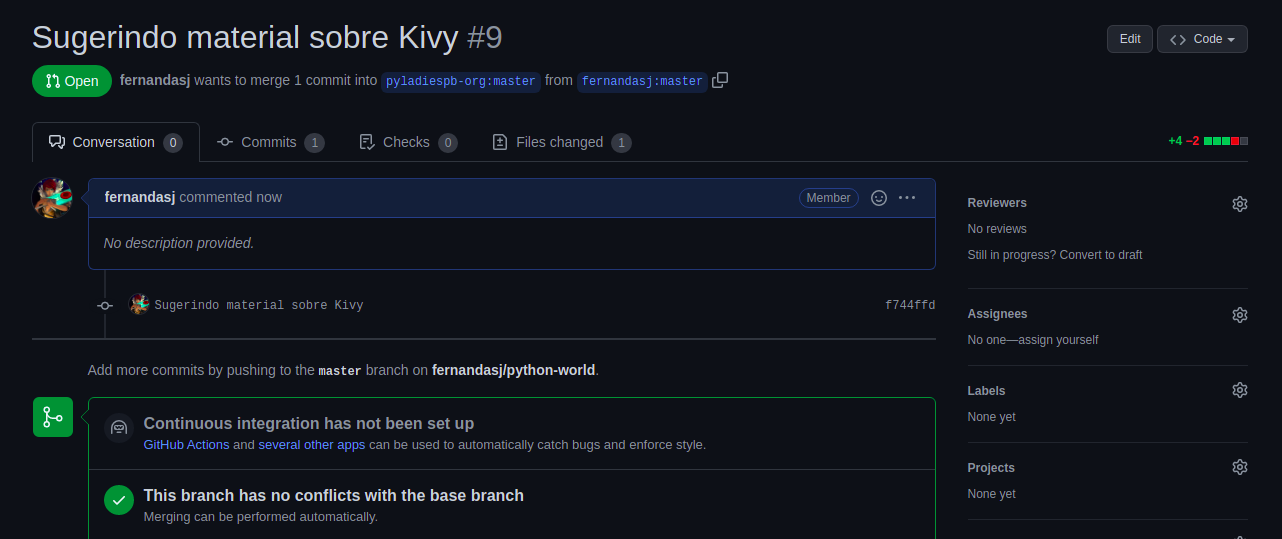 Sugerindo material sobre Kivy #9
Edit
Code
Open
fernandasj wants to merge 1 commit into pyladiespb-org:master from fernandasj:master
Conversation 0
Commits 1
Checks 0
Files changed 1
+4 −2
fernandasj commented now
Member
No description provided.
Sugerindo material sobre Kivy
f744ffd
Add more commits by pushing to the master branch on fernandasj/python-world.
Continuous integration has not been set up
GitHub Actions and several other apps can be used to automatically catch bugs and enforce style.
This branch has no conflicts with the base branch
Merging can be performed automatically.
Reviewers
No reviews
Still in progress? Convert to draft
Assignees
No one—assign yourself
Labels
None yet
Projects
None yet